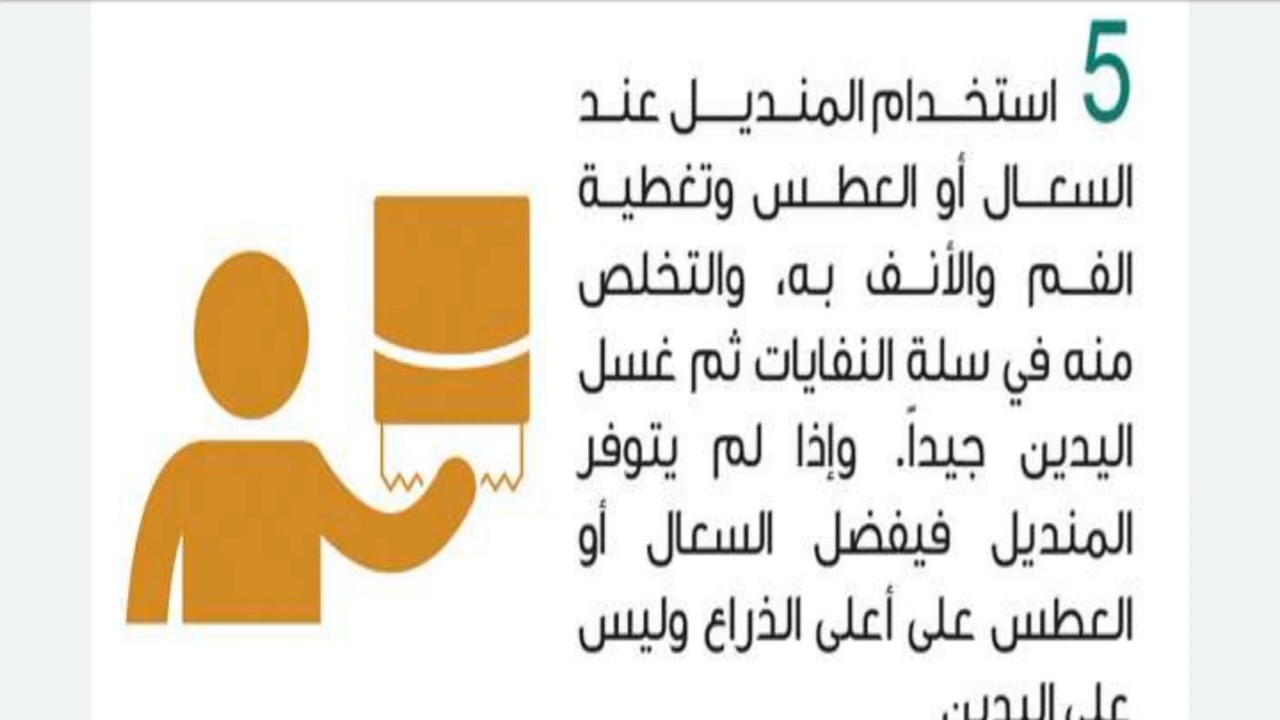 5 استخدام المنديل عند
السعال أو العطس وتغطية
الفم والأنف به، والتخلص
منه في سلة النفايات ثم غسل
اليدين جيداً. وإذا لم يتوفر
المنديل فيفضل السعال أو
العطس على أعلى الذراع وليس
على اليدين